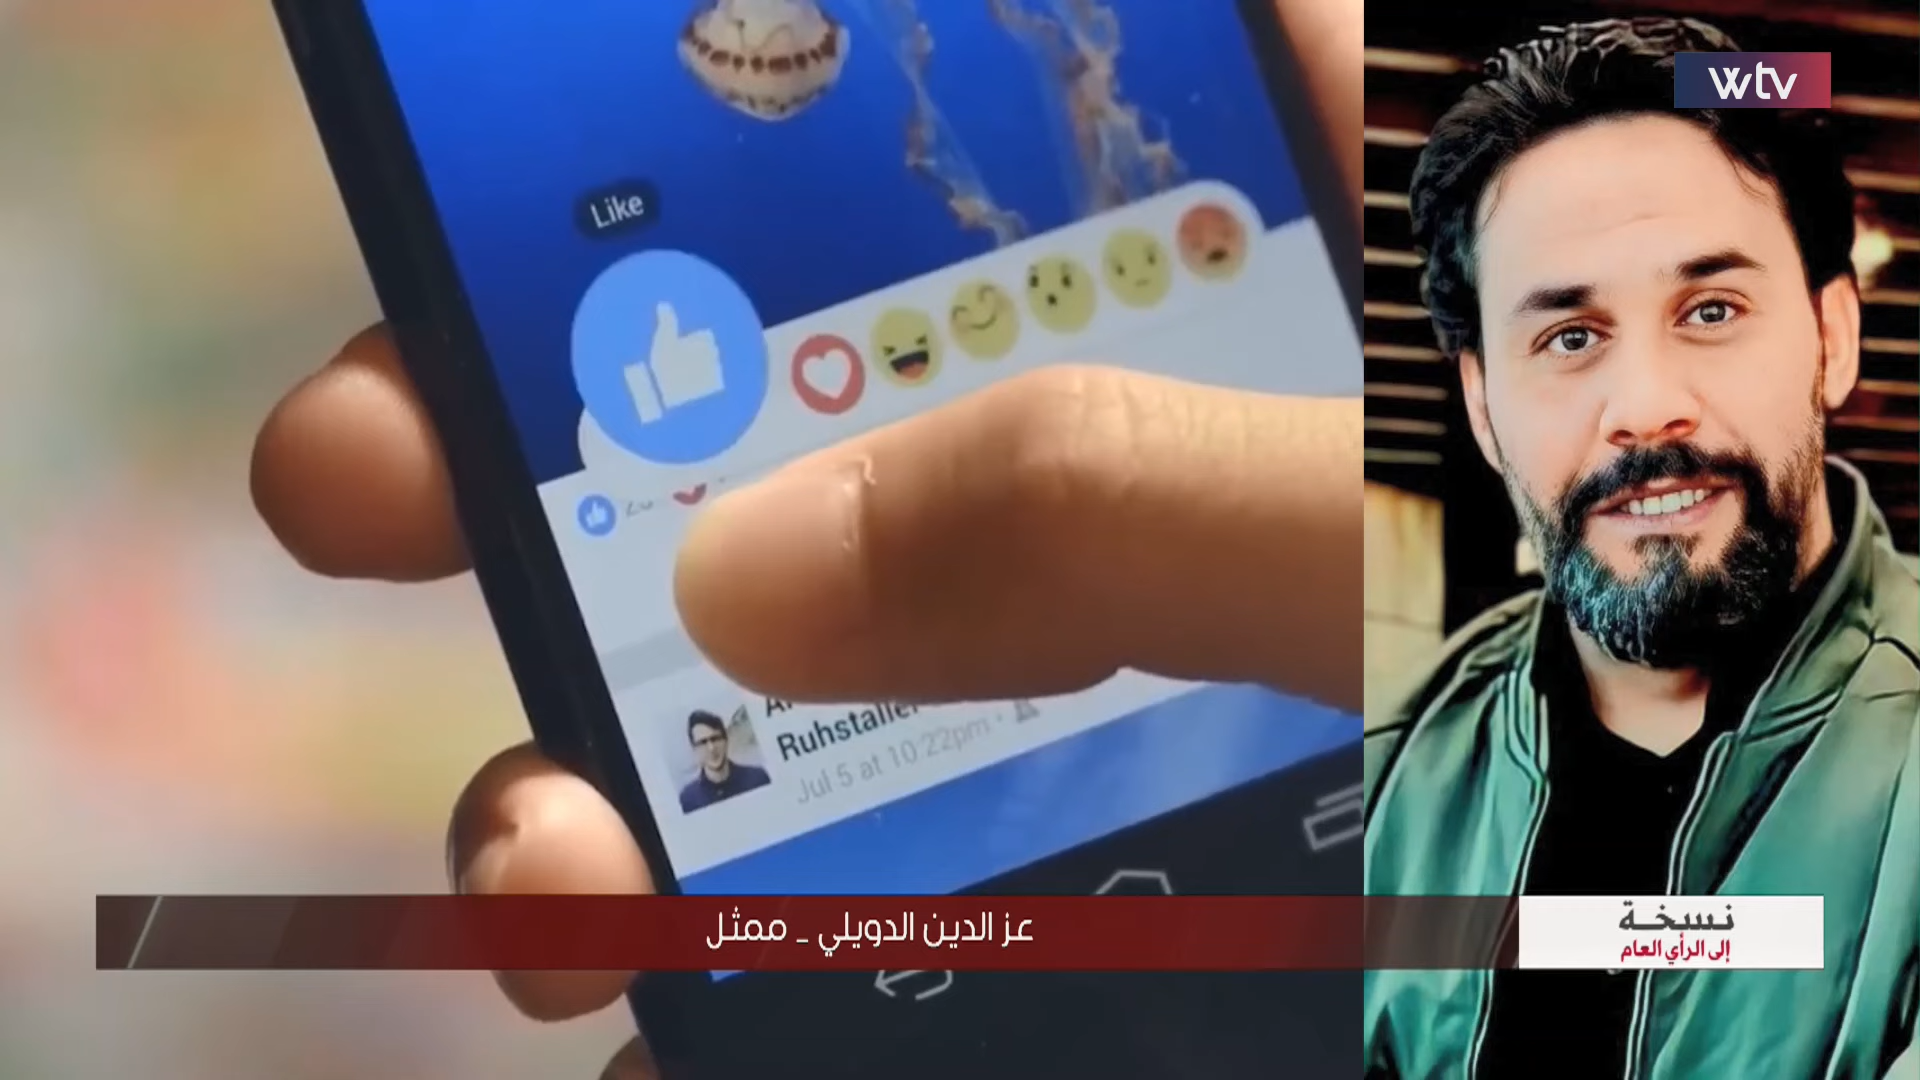 wtv
Like
Ruhstaller
Jul 5 at 10:22pm
عز الدين الدويلي - ممثل
نسخة
إلى الرأي العام